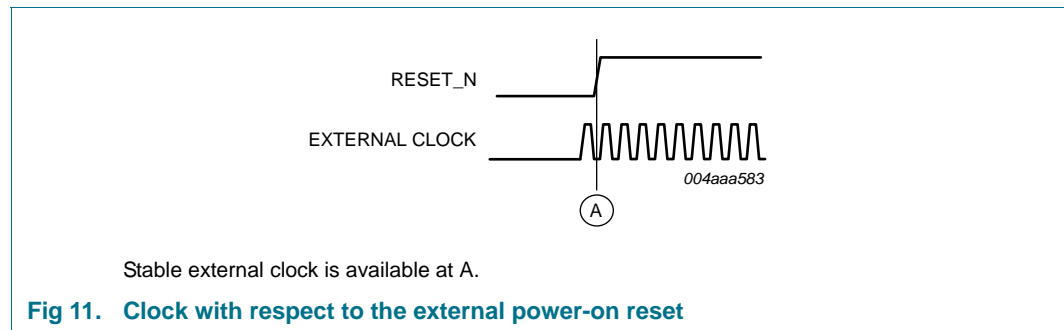 RESET_N
EXTERNAL CLOCK
004aaa583
A
Stable external clock is available at A.
Fig 11. Clock with respect to the external power-on reset